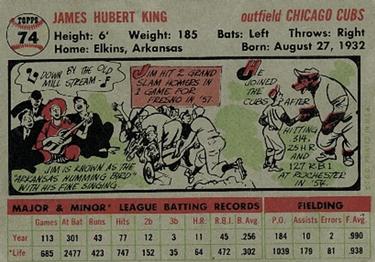 TOPPS
74
JAMES HUBERT KING
outfield CHICAGO CUBS
Height: 6' Weight: 185 Bats: Left Throws: Right
Home: Elkins, Arkansas Born: August 27, 1932
"DOWN BY THE OLD
MILL STREAM"
JIM IS KNOWN AS THE
"ARKANSAS HUMMING BIRD"
WITH HIS FINE SINGING.
JIM HIT 2 GRAND
SLAM HOMERS IN
1 GAME FOR
FRESNO IN '51.
HE
JOINED
THE
CUBS
AFTER
HITTING
.314,
25 HR
AND
127 RBI
AT
ROCHESTER
IN '54.
MAJOR & MINOR* LEAGUE BATTING RECORDS FIELDING
Games At Bat Runs Hits 2b 3b H.R. R.B.I. B. Avg. P.O. Assists Errors F. Avg.
Year 113 301 43 77 12 3 11 45 .256 184 10 2 .990
*Life 685 2477 423 747 152 35 64 472 .302 1039 179 81 .938